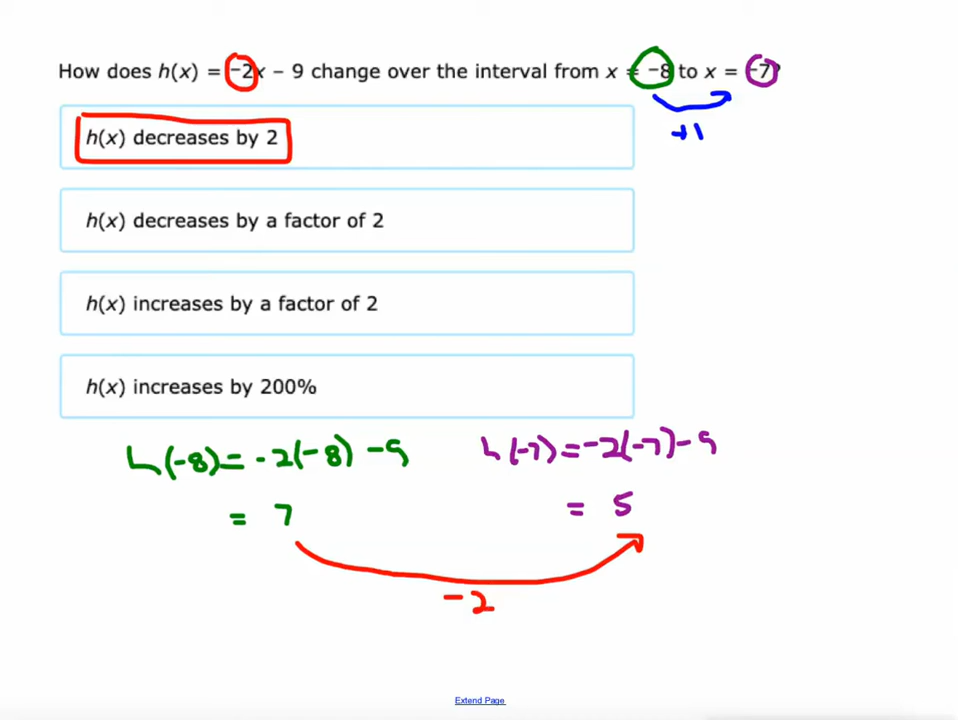 How does h(x) = −2x − 9 change over the interval from x = −8 to x = −7?
+1
h(x) decreases by 2
h(x) decreases by a factor of 2
h(x) increases by a factor of 2
h(x) increases by 200%
h(-8) = -2(-8) -9
= 7
h(-7) = -2(-7) -9
= 5
-2
Extend Page